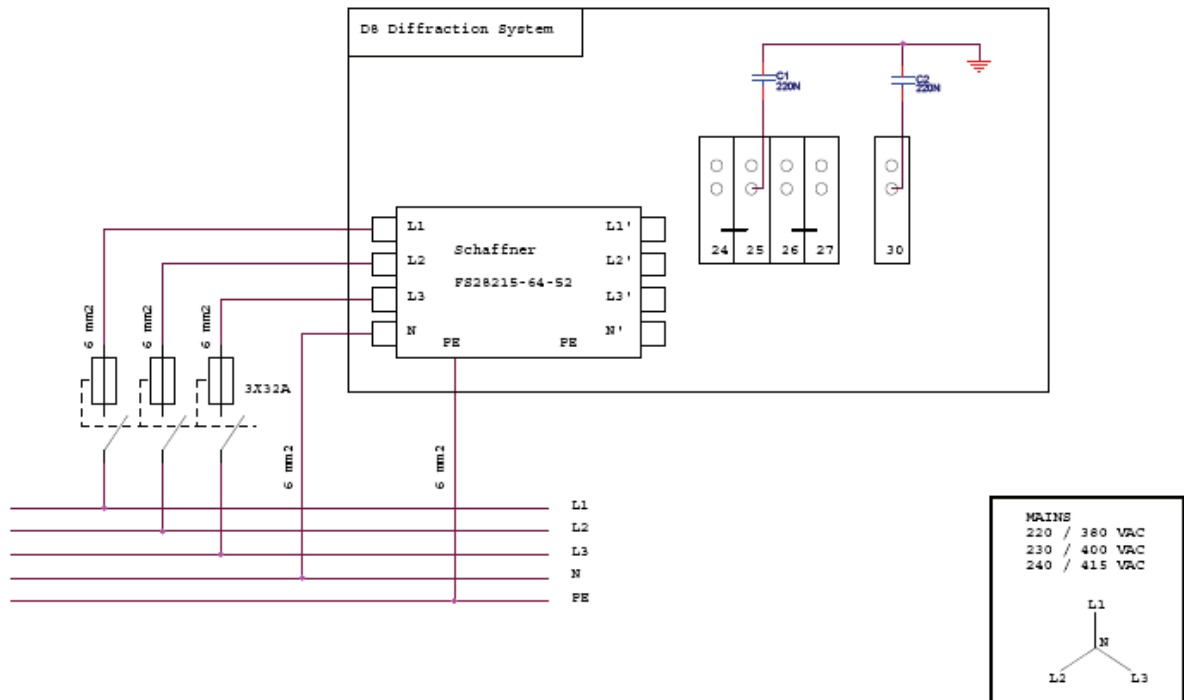 D8 Diffraction System
C1
220N
C2
220N
L1
L1'
Schaffner
24
25
26
27
30
L2
L2'
FS28215-64-52
L3
L3'
N
N'
PE
PE
6 mm2
6 mm2
6 mm2
3X32A
6 mm2
6 mm2
L1
L2
L3
N
PE
MAINS
220 / 380 VAC
230 / 400 VAC
240 / 415 VAC
L1
N
L2
L3